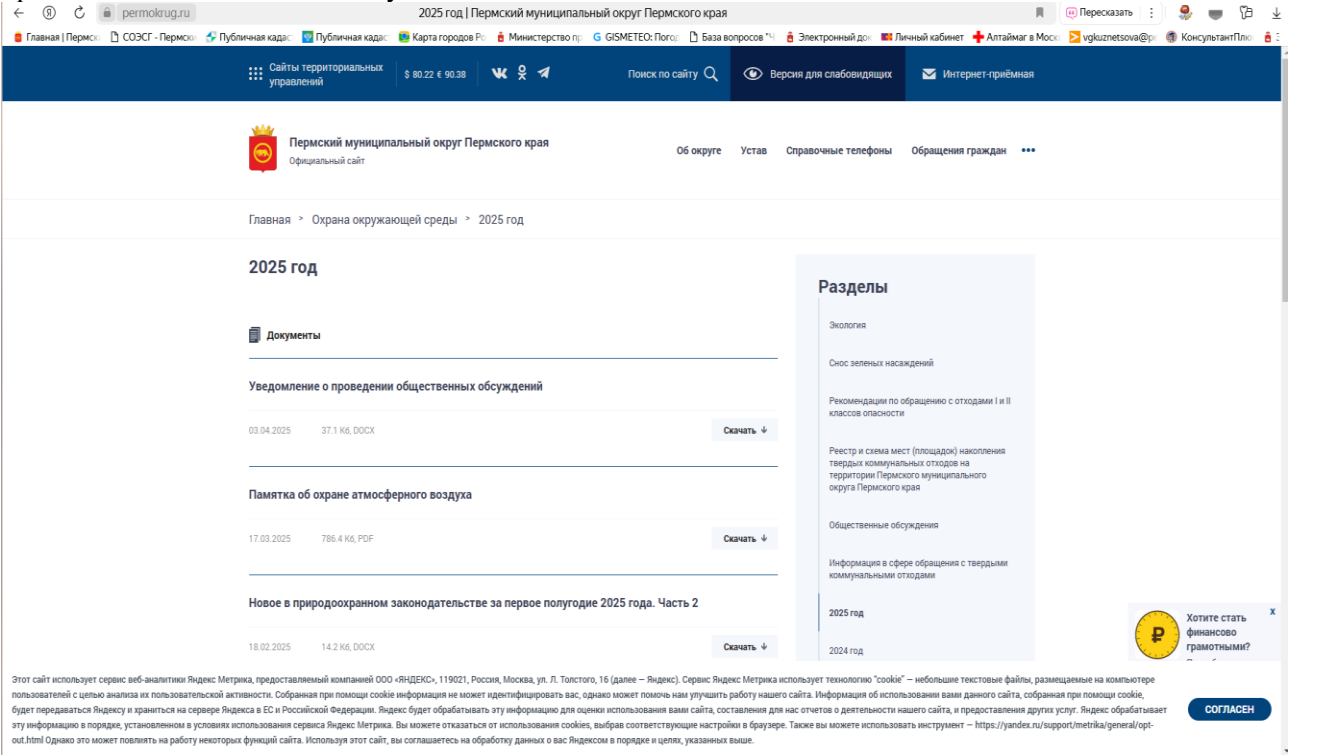 permokrug.ru
2025 год | Пермский муниципальный округ Пермского края
Пересказать
Главная | Пермск
СОЭСГ - Пермски
Публичная кадас
Публичная кадас
Карта городов Ро
Министерство пр
GISMETEO: Погод
База вопросов "Ч
Электронный док
Личный кабинет
Алтаймаг в Моск
vgkuznetsova@p
КонсультантПлю
Сайты территориальных
управлений
$ 80.22 € 90.38
Поиск по сайту
Версия для слабовидящих
Интернет-приёмная
Пермский муниципальный округ Пермского края
Официальный сайт
Об округе
Устав
Справочные телефоны
Обращения граждан
Главная > Охрана окружающей среды > 2025 год
2025 год
Документы
Уведомление о проведении общественных обсуждений
03.04.2025 37.1 Кб, DOCX
Скачать
Памятка об охране атмосферного воздуха
17.03.2025 786.4 Кб, PDF
Скачать
Новое в природоохранном законодательстве за первое полугодие 2025 года. Часть 2
18.02.2025 14.2 Кб, DOCX
Скачать
Разделы
Экология
Снос зеленых насаждений
Рекомендации по обращению с отходами I и II
классов опасности
Реестр и схема мест (площадок) накопления
твердых коммунальных отходов на
территории Пермского муниципального
округа Пермского края
Общественные обсуждения
Информация в сфере обращения с твердыми
коммунальными отходами
2025 год
2024 год
Хотите стать
финансово
грамотными?
x
Этот сайт использует сервис веб-аналитики Яндекс Метрика, предоставляемый компанией ООО «ЯНДЕКС», 119021, Россия, Москва, ул. Л. Толстого, 16 (далее — Яндекс). Сервис Яндекс Метрика использует технологию "cookie" — небольшие текстовые файлы, размещаемые на компьютере
пользователей с целью анализа их пользовательской активности. Собранная при помощи cookie информация не может идентифицировать вас, однако может помочь нам улучшить работу нашего сайта. Информация об использовании вами данного сайта, собранная при помощи cookie,
будет передаваться Яндексу и храниться на сервере Яндекса в ЕС и Российской Федерации. Яндекс будет обрабатывать эту информацию для оценки использования вами сайта, составления для нас отчетов о деятельности нашего сайта, и предоставления других услуг. Яндекс обрабатывает
эту информацию в порядке, установленном в условиях использования сервиса Яндекс Метрика. Вы можете отказаться от использования cookies, выбрав соответствующие настройки в браузере. Также вы можете использовать инструмент — https://yandex.ru/support/metrika/general/opt-
out.html Однако это может повлиять на работу некоторых функций сайта. Используя этот сайт, вы соглашаетесь на обработку данных о вас Яндексом в порядке и целях, указанных выше.
СОГЛАСЕН